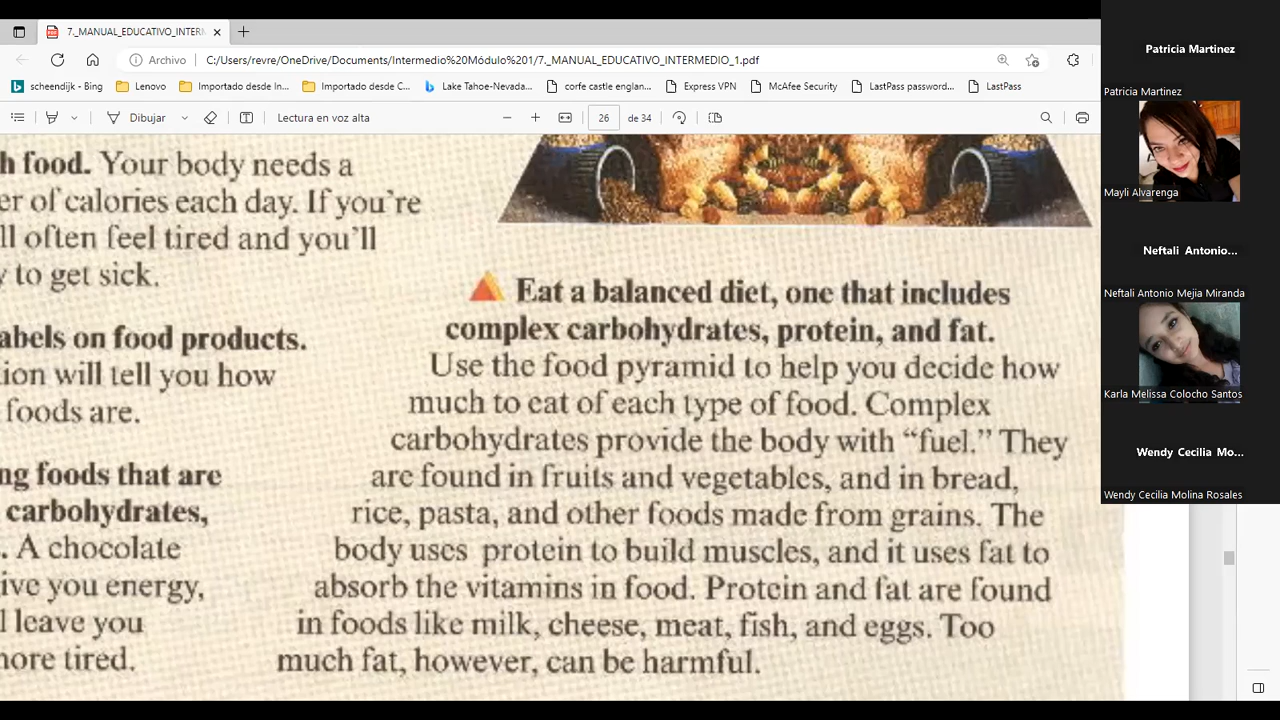 7._MANUAL_EDUCATIVO_INTERM
Archivo
C:/Users/revre/OneDrive/Documents/Intermedio%20Módulo%201/7._MANUAL_EDUCATIVO_INTERMEDIO_1.pdf
scheendijk - Bing
Lenovo
Importado desde In...
Importado desde C...
Lake Tahoe-Nevada...
corfe castle englan...
Express VPN
McAfee Security
LastPass password...
LastPass
Dibujar
Lectura en voz alta
26
de 34
h food. Your body needs a
er of calories each day. If you're
ll often feel tired and you'll
y to get sick.
abels on food products.
ion will tell you how
foods are.
ng foods that are
carbohydrates,
. A chocolate
ive you energy,
l leave you
nore tired.
Eat a balanced diet, one that includes
complex carbohydrates, protein, and fat.
Use the food pyramid to help you decide how
much to eat of each type of food. Complex
carbohydrates provide the body with “fuel.” They
are found in fruits and vegetables, and in bread,
rice, pasta, and other foods made from grains. The
body uses protein to build muscles, and it uses fat to
absorb the vitamins in food. Protein and fat are found
in foods like milk, cheese, meat, fish, and eggs. Too
much fat, however, can be harmful.
Patricia Martinez
Patricia Martinez
Mayli Alvarenga
Neftali Antonio...
Neftali Antonio Mejia Miranda
Karla Melissa Colocho Santos
Wendy Cecilia Mo...
Wendy Cecilia Molina Rosales